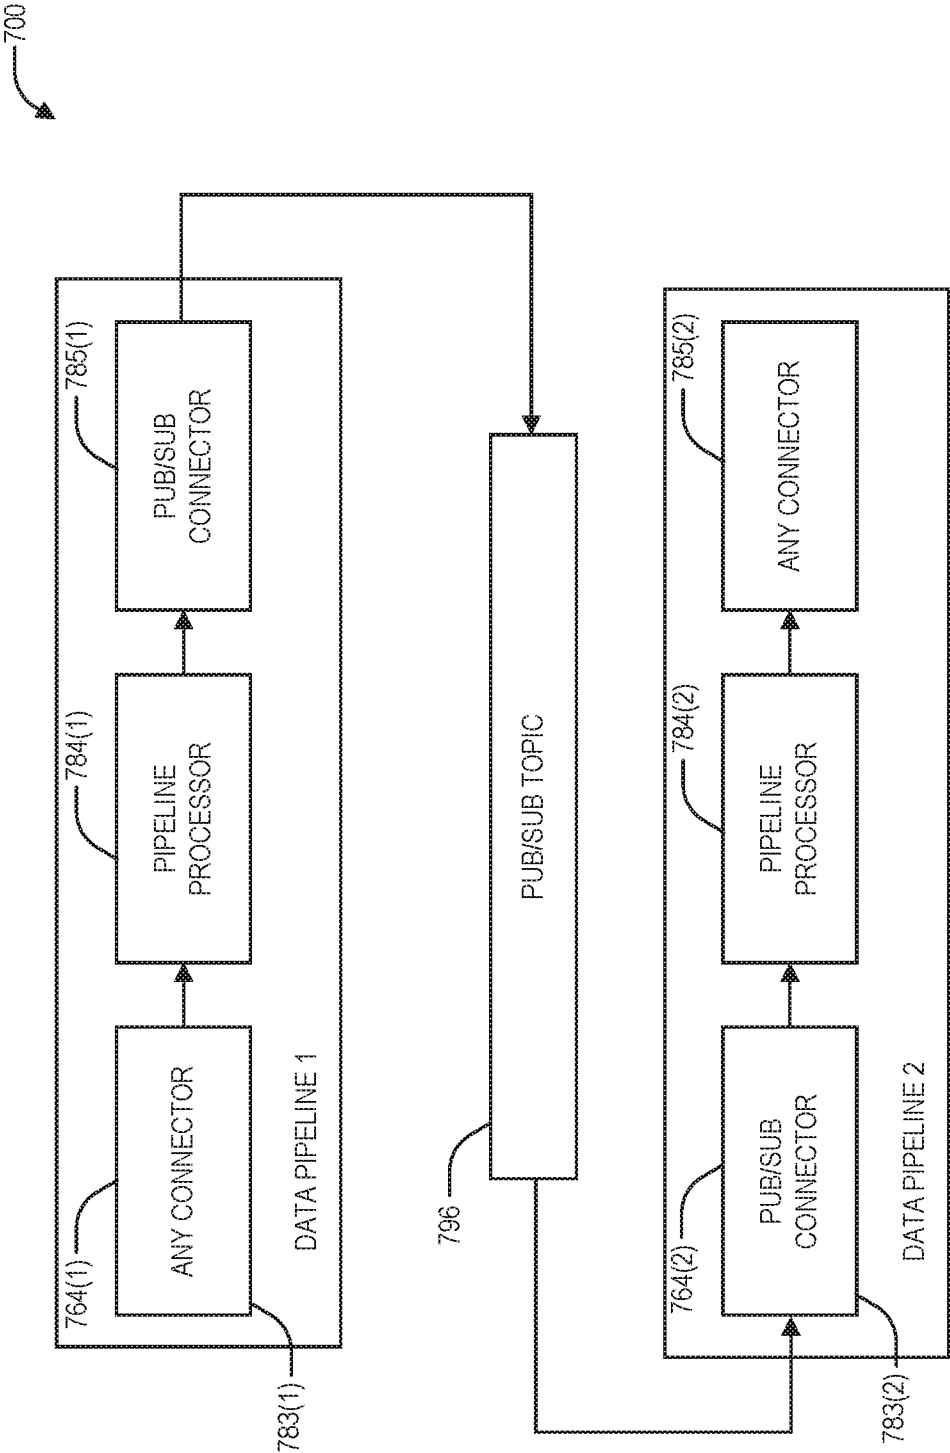 700
764(1)
784(1)
785(1)
ANY CONNECTOR
PIPELINE
PROCESSOR
PUB/SUB
CONNECTOR
DATA PIPELINE 1
783(1)
796
PUB/SUB TOPIC
764(2)
784(2)
785(2)
PUB/SUB
CONNECTOR
PIPELINE
PROCESSOR
ANY CONNECTOR
DATA PIPELINE 2
783(2)